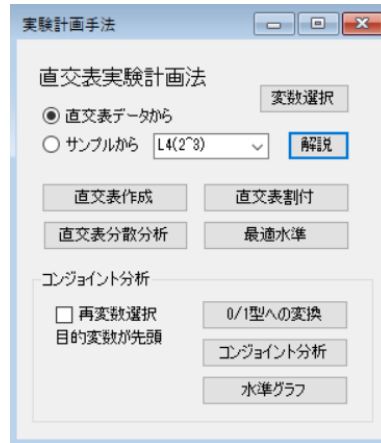 実験計画手法
直交表実験計画法
変数選択
直交表データから
サンプルから L4(2^3) 解説
直交表作成 直交表割付
直交表分散分析 最適水準
コンジョイント分析
再変数選択 0/1型への変換
目的変数が先頭
コンジョイント分析
水準グラフ